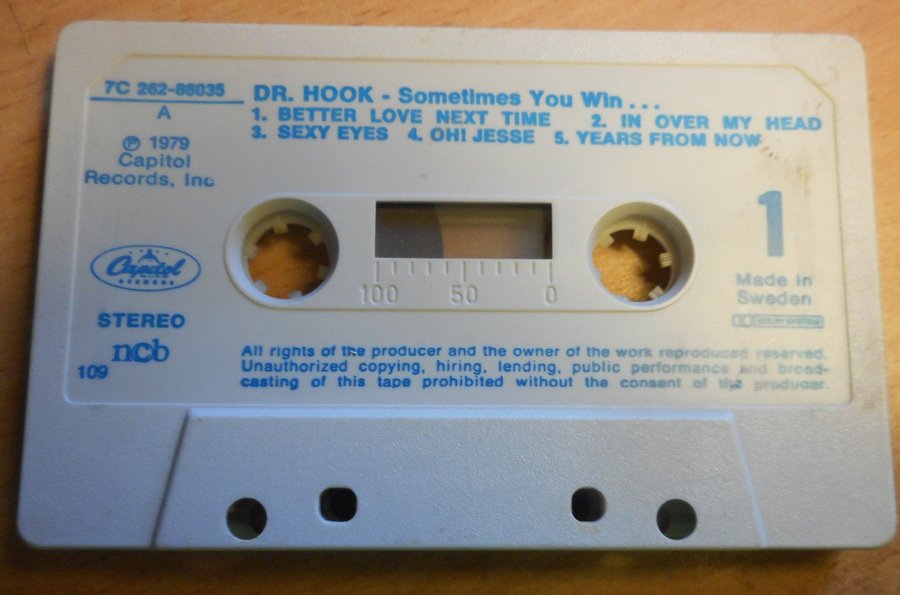 7C 262-86035
A
℗ 1979
Capitol
Records, Inc
DR. HOOK - Sometimes You Win . . .
1. BETTER LOVE NEXT TIME 2. IN OVER MY HEAD
3. SEXY EYES 4. OH! JESSE 5. YEARS FROM NOW
1
Made in
Sweden
DOLBY SYSTEM
100 50 0
Capitol
RECORDS
STEREO
ncb
109
All rights of the producer and the owner of the work reproduced reserved.
Unauthorized copying, hiring, lending, public performance and broad-
casting of this tape prohibited without the consent of the producer.